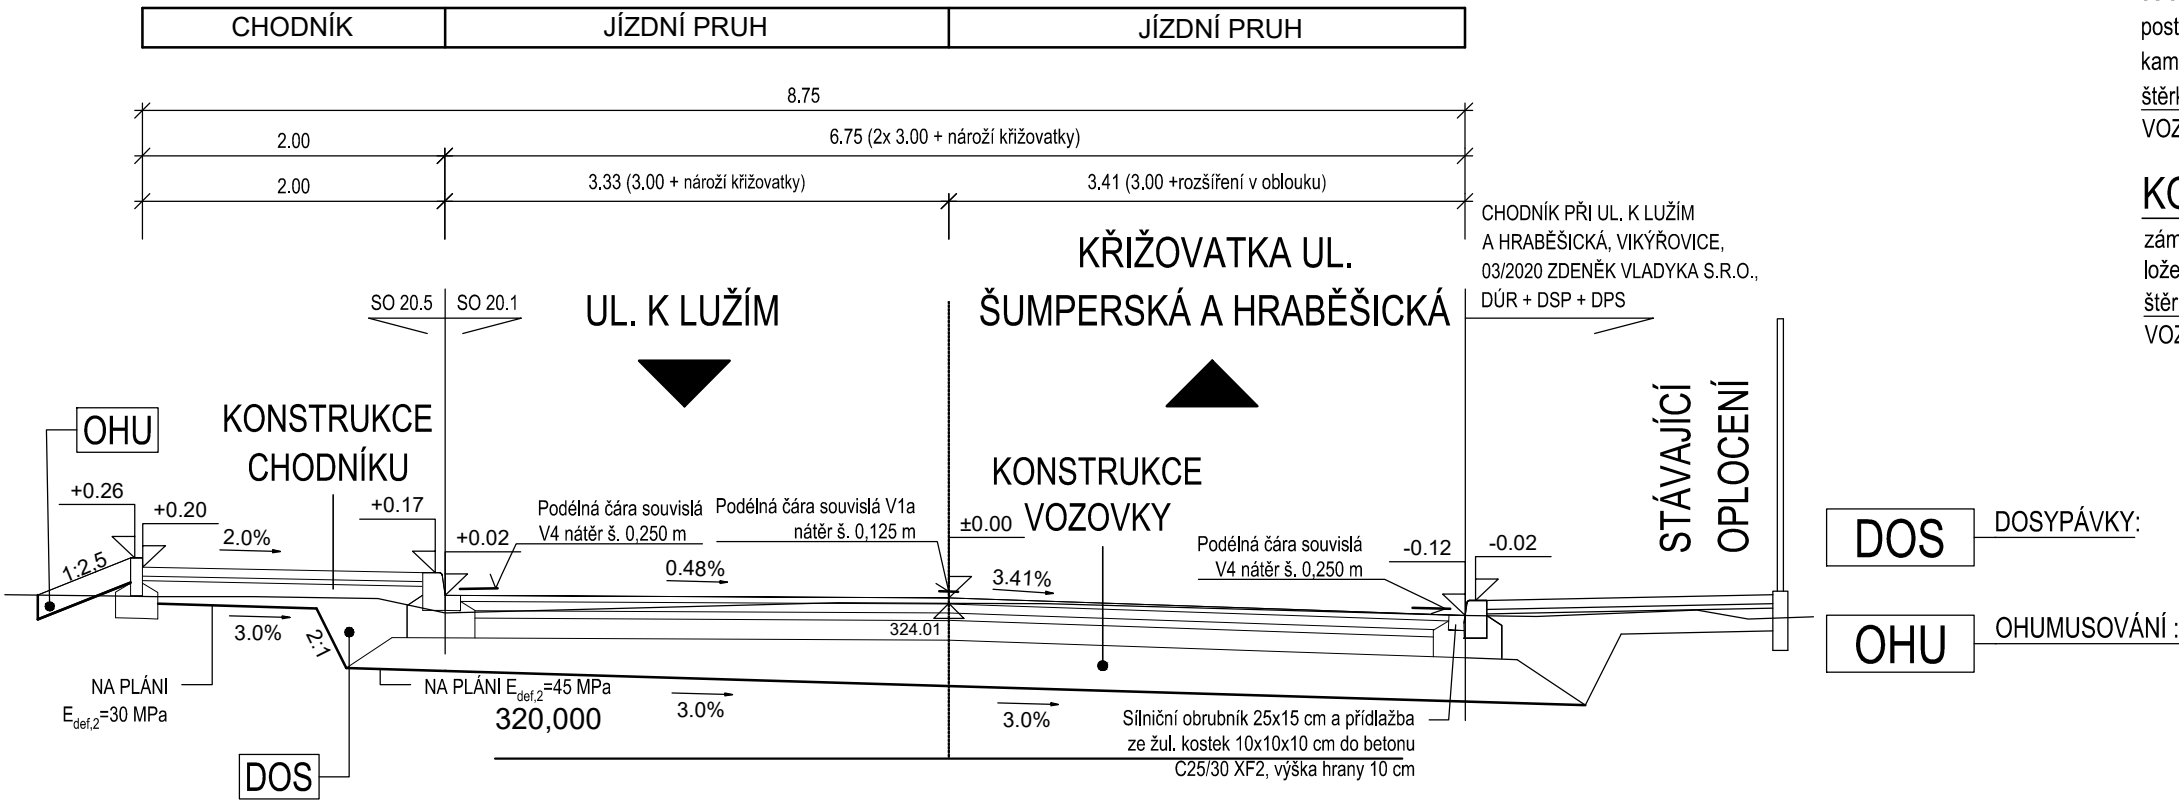 CHODNÍK
JÍZDNÍ PRUH
JÍZDNÍ PRUH
8.75
2.00
6.75 (2x 3.00 + nároží křižovatky)
2.00
3.33 (3.00 + nároží křižovatky)
3.41 (3.00 +rozšíření v oblouku)
CHODNÍK PŘI UL. K LUŽÍM
A HRABĚŠICKÁ, VIKÝŘOVICE,
03/2020 ZDENĚK VLADYKA S.R.O.,
DÚR + DSP + DPS
SO 20.5
SO 20.1
UL. K LUŽÍM
KŘIŽOVATKA UL.
ŠUMPERSKÁ A HRABĚŠICKÁ
OHU
KONSTRUKCE
CHODNÍKU
KONSTRUKCE
VOZOVKY
STÁVAJÍCÍ
OPLOCENÍ
+0.26
+0.20
2.0%
+0.17
+0.02
Podélná čára souvislá
V4 nátěr š. 0,250 m
Podélná čára souvislá V1a
nátěr š. 0,125 m
±0.00
Podélná čára souvislá
V4 nátěr š. 0,250 m
-0.12
-0.02
1:2,5
0.48%
3.41%
3.0%
2:1
324.01
NA PLÁNI
Edef,2=30 MPa
NA PLÁNI Edef,2=45 MPa
320,000
3.0%
3.0%
Silniční obrubník 25x15 cm a přídlažba
ze žul. kostek 10x10x10 cm do betonu
C25/30 XF2, výška hrany 10 cm
DOS
DOS
DOSYPÁVKY:
OHU
OHUMUSOVÁNÍ :
post
kam
štěrk
VOZ
KO
zám
lože
štěr
VOZ